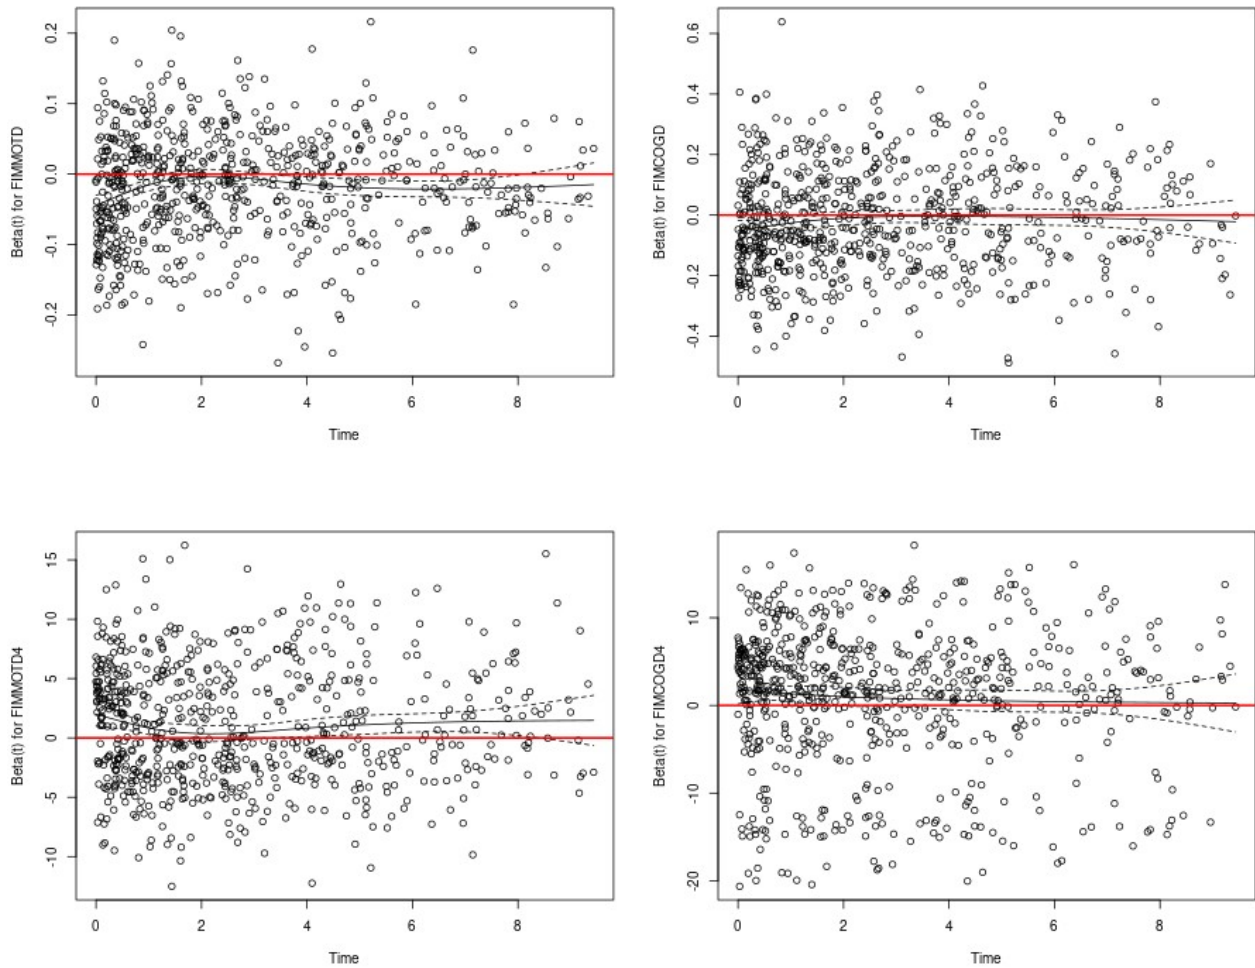 Beta(t) for FIMMOTD
0.2
0.1
0.0
-0.1
-0.2
0 2 4 6 8
Time
Beta(t) for FIMCOGD
0.6
0.4
0.2
0.0
-0.2
-0.4
0 2 4 6 8
Time
Beta(t) for FIMMOTD4
15
10
5
0
-5
-10
0 2 4 6 8
Time
Beta(t) for FIMCOGD4
10
0
-10
-20
0 2 4 6 8
Time